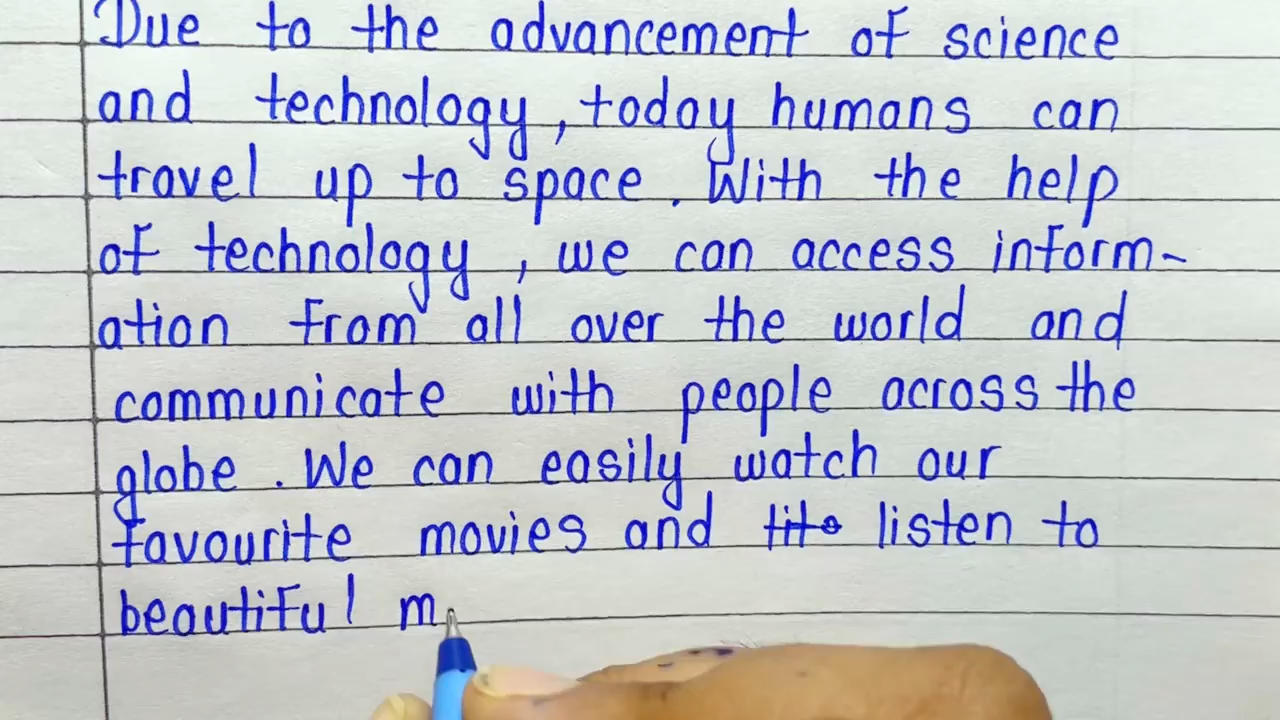 Due to the advancement of science
and technology, today humans can
travel up to space. With the help
of technology, we can access inform-
ation from all over the world and
communicate with people across the
globe. We can easily watch our
favourite movies and listen to
beautiful m